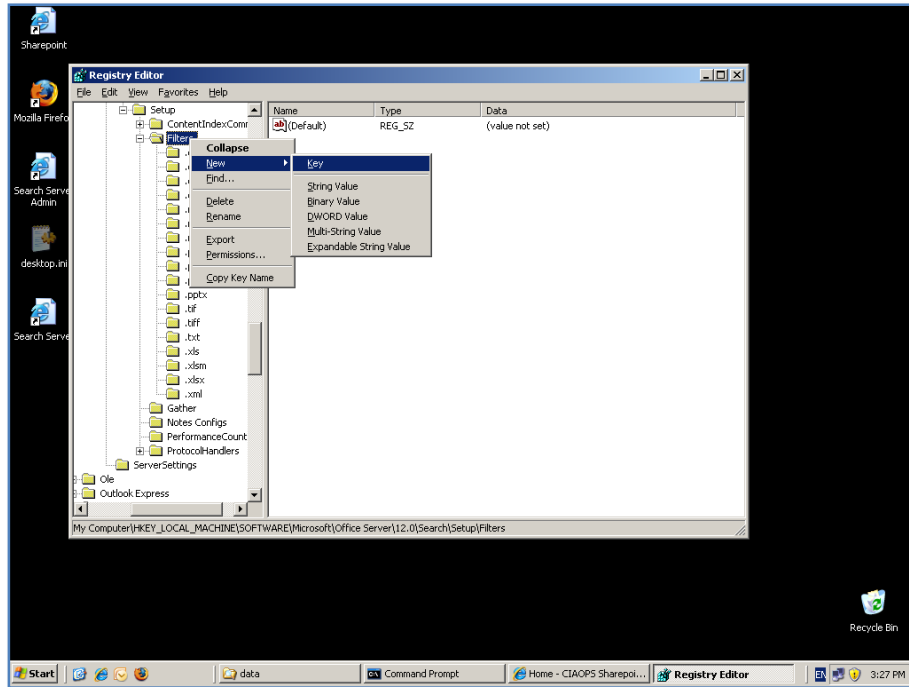 Sharepoint
Mozilla Firefo
Search Serve
Admin
desktop.ini
Search Serve
Registry Editor
File Edit View Favorites Help
Setup
ContentIndexComr
Filters
.pptx
.tif
.tiff
.txt
.xls
.xlsm
.xlsx
.xml
Gather
Notes Configs
PerformanceCount
ProtocolHandlers
ServerSettings
Ole
Outlook Express
Name Type Data
(Default) REG_SZ (value not set)
Collapse
New
Find...
Delete
Rename
Export
Permissions...
Copy Key Name
Key
String Value
Binary Value
DWORD Value
Multi-String Value
Expandable String Value
My Computer\HKEY_LOCAL_MACHINE\SOFTWARE\Microsoft\Office Server\12.0\Search\Setup\Filters
Recycle Bin
Start data Command Prompt Home - CIAOPS Sharepoi... Registry Editor EN 3:27 PM